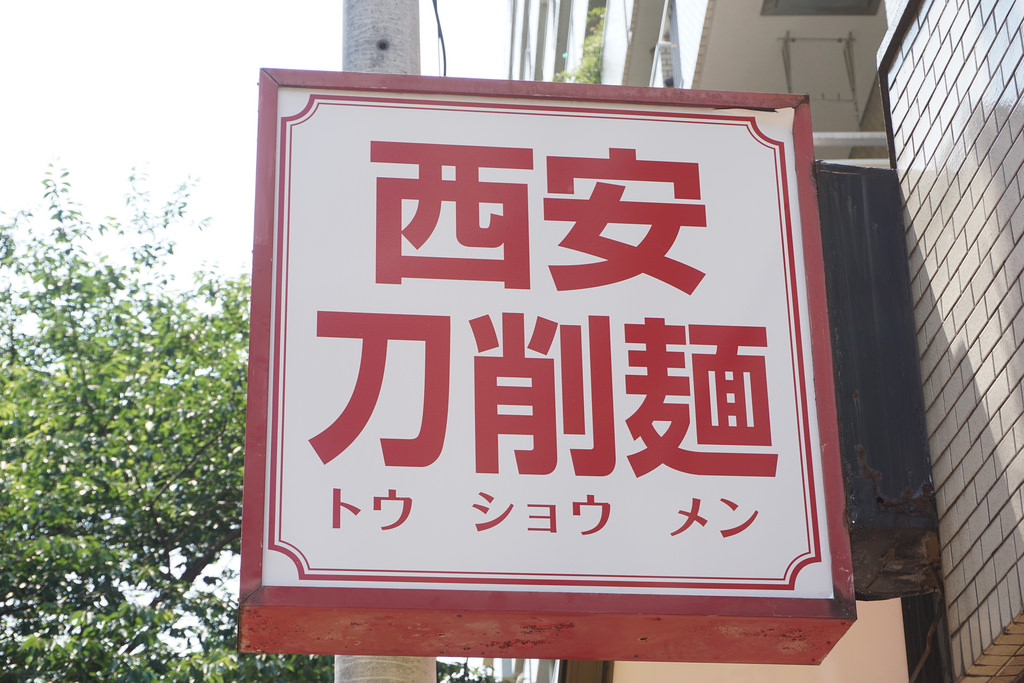 西安
刀削麺
トウ ショウ メン